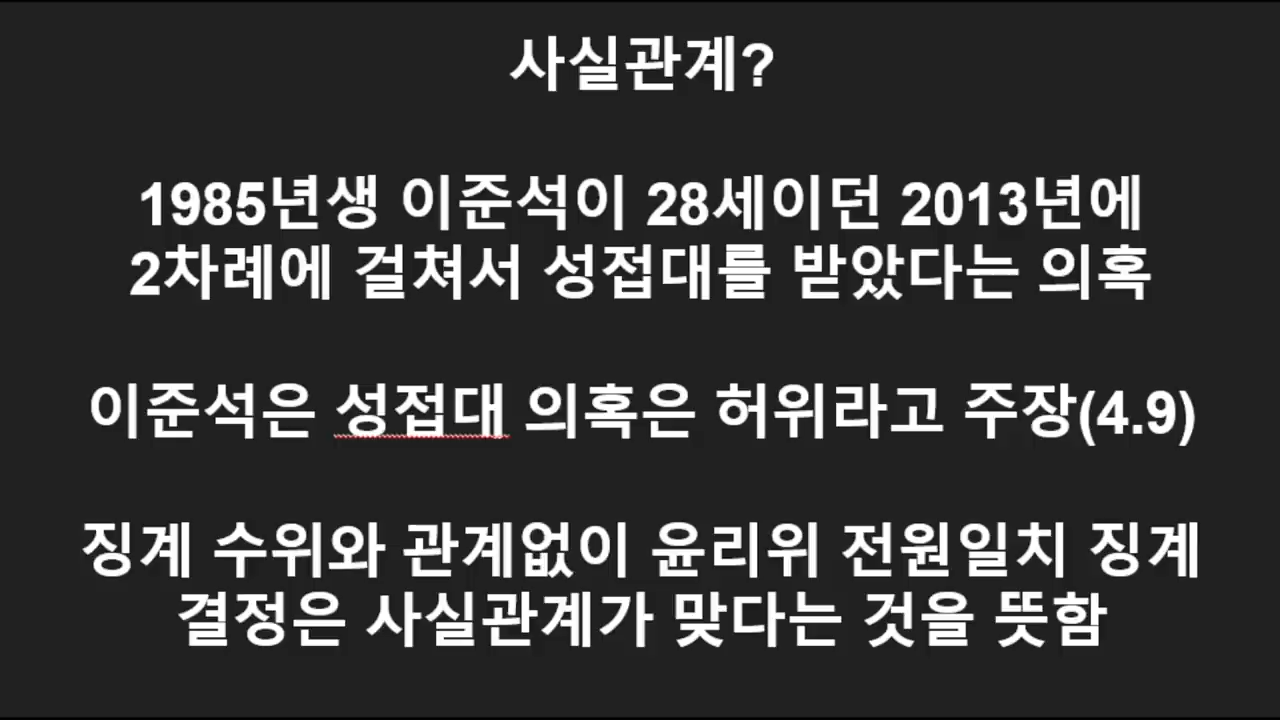 사실관계?
1985년생 이준석이 28세이던 2013년에
2차례에 걸쳐서 성접대를 받았다는 의혹
이준석은 성접대 의혹은 허위라고 주장(4.9)
징계 수위와 관계없이 윤리위 전원일치 징계
결정은 사실관계가 맞다는 것을 뜻함